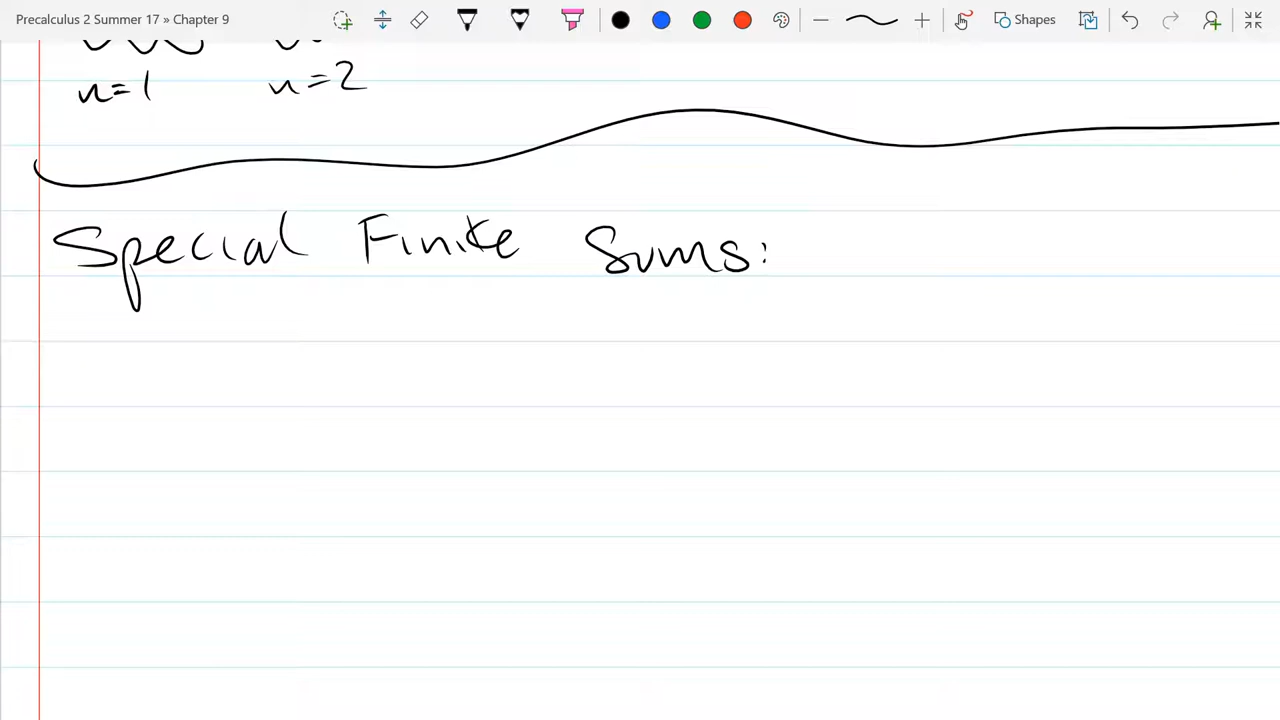 Precalculus 2 Summer 17 » Chapter 9
Shapes
n=1 n=2
Special Finite Sums: